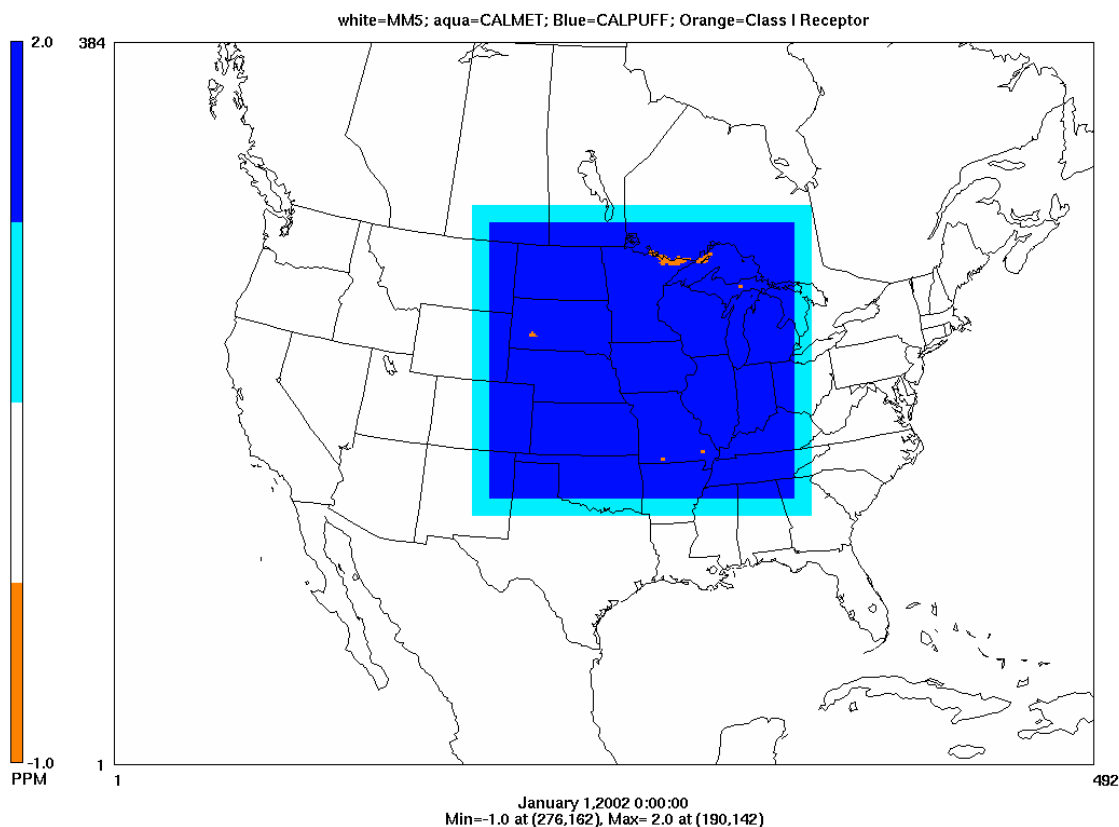 white=MM5; aqua=CALMET; Blue=CALPUFF; Orange=Class I Receptor
384
2.0
1
-1.0
PPM
1
492
January 1,2002 0:00:00
Min=-1.0 at (276,162), Max= 2.0 at (190,142)